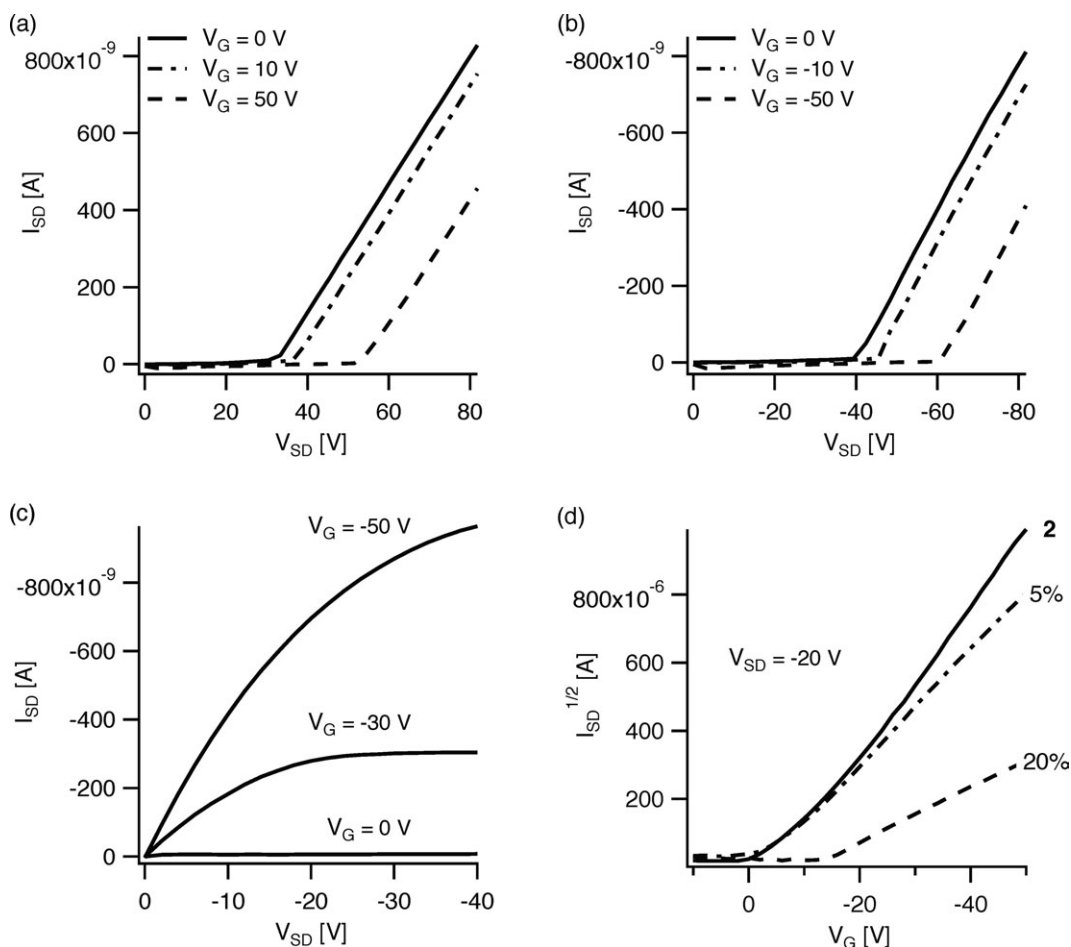 (a)
V_G = 0 V
V_G = 10 V
V_G = 50 V
800x10^-9
600
400
200
0
I_SD [A]
0 20 40 60 80
V_SD [V]
(b)
V_G = 0 V
V_G = -10 V
V_G = -50 V
-800x10^-9
-600
-400
-200
0
I_SD [A]
0 -20 -40 -60 -80
V_SD [V]
(c)
V_G = -50 V
V_G = -30 V
V_G = 0 V
-800x10^-9
-600
-400
-200
0
I_SD [A]
0 -10 -20 -30 -40
V_SD [V]
(d)
2
5%
20%
V_SD = -20 V
800x10^-6
600
400
200
I_SD^1/2 [A]
0 -20 -40
V_G [V]